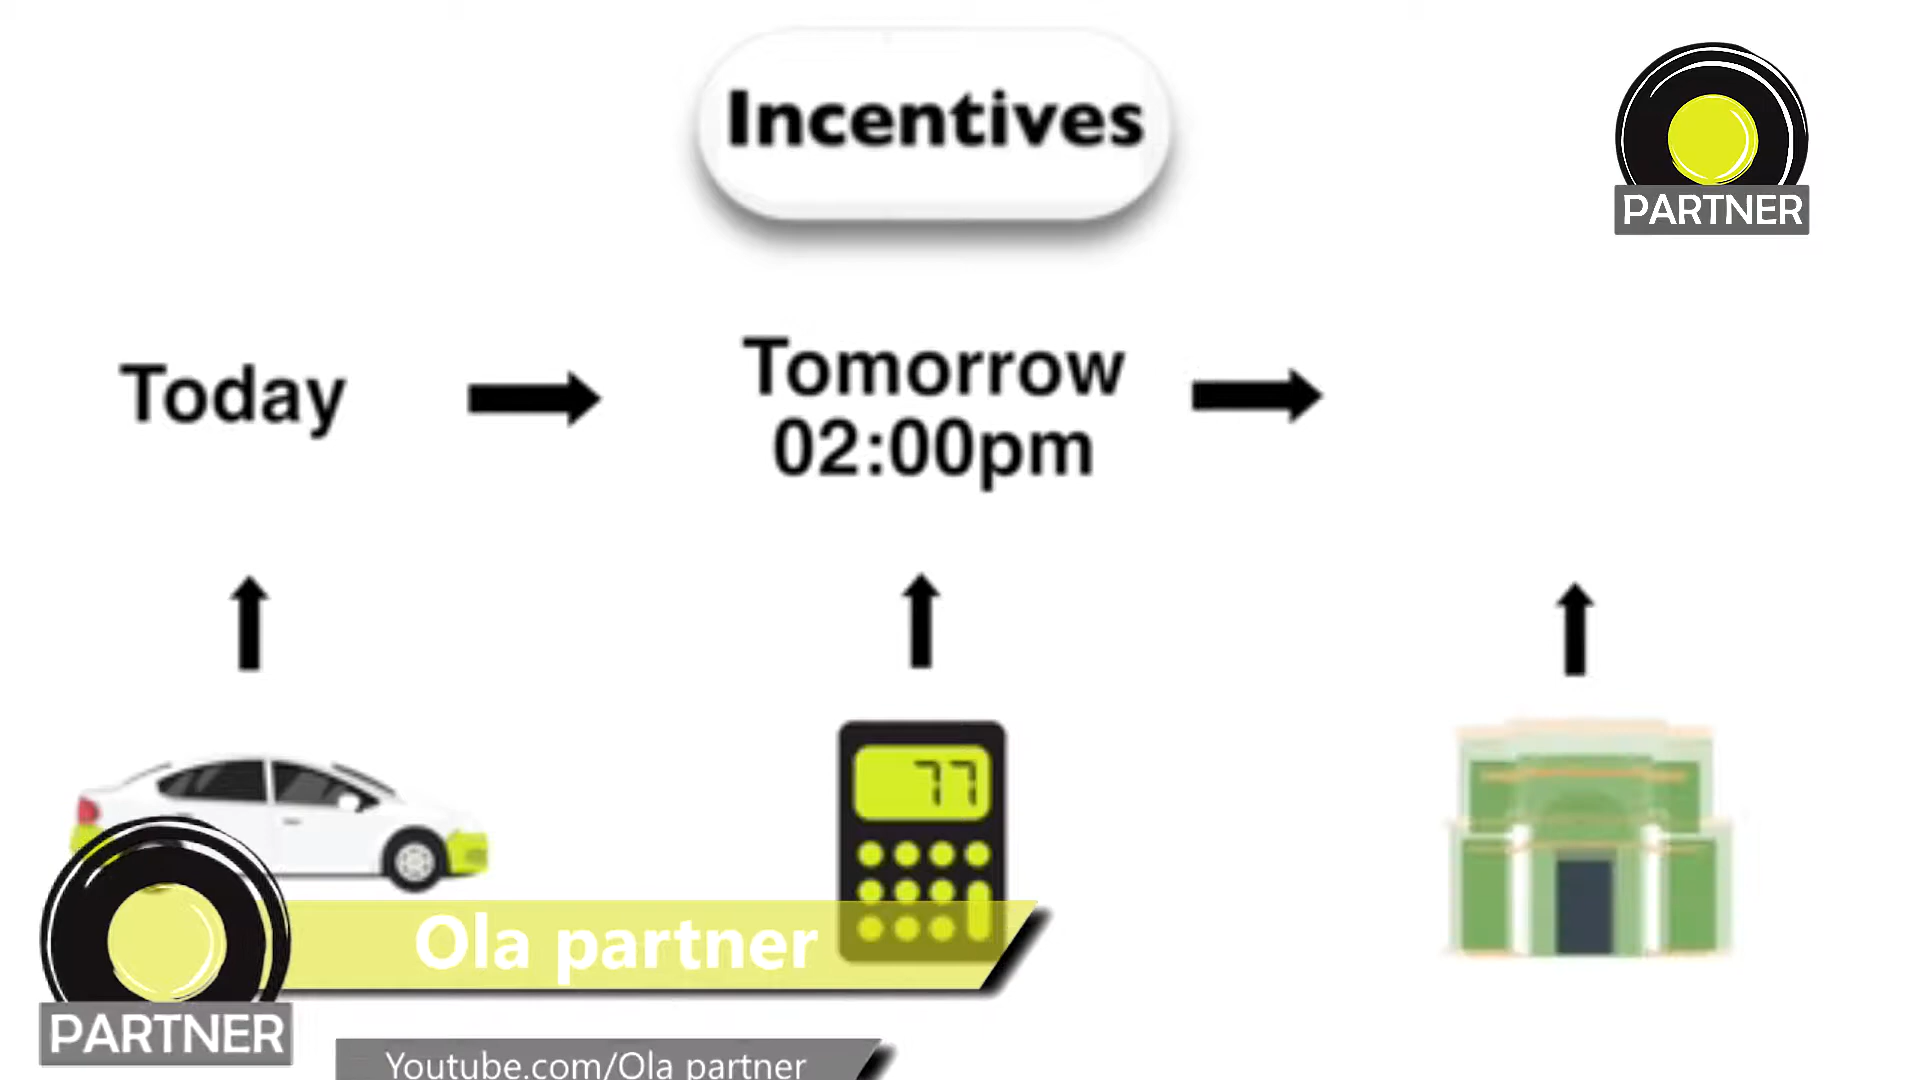 Incentives
PARTNER
Today
Tomorrow
02:00pm
77
Ola partner
PARTNER
Youtube.com/Ola partner